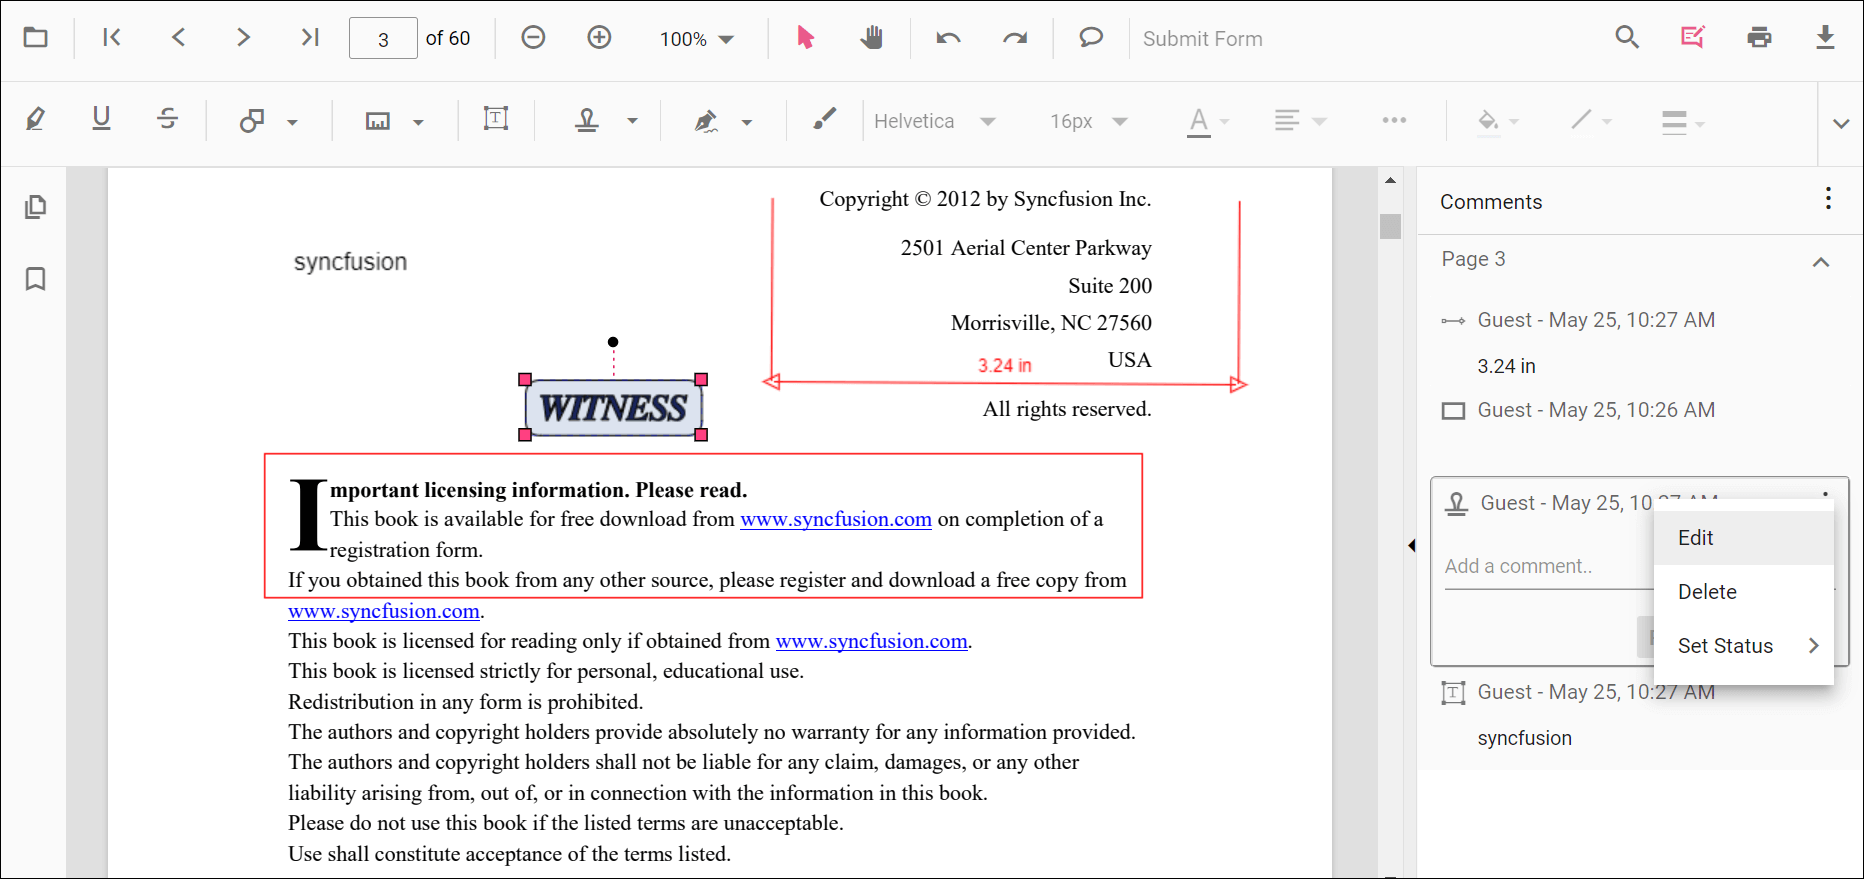 3 of 60 100% Submit Form
Helvetica 16px A
Copyright © 2012 by Syncfusion Inc.
2501 Aerial Center Parkway
syncfusion
Suite 200
Morrisville, NC 27560
USA
3.24 in
WITNESS
All rights reserved.
Important licensing information. Please read.
This book is available for free download from www.syncfusion.com on completion of a
registration form.
If you obtained this book from any other source, please register and download a free copy from
www.syncfusion.com.
This book is licensed for reading only if obtained from www.syncfusion.com.
This book is licensed strictly for personal, educational use.
Redistribution in any form is prohibited.
The authors and copyright holders provide absolutely no warranty for any information provided.
The authors and copyright holders shall not be liable for any claim, damages, or any other
liability arising from, out of, or in connection with the information in this book.
Please do not use this book if the listed terms are unacceptable.
Use shall constitute acceptance of the terms listed.
Comments
Page 3
Guest - May 25, 10:27 AM
3.24 in
Guest - May 25, 10:26 AM
Guest - May 25, 10:27 AM
Add a comment..
Edit
Delete
Set Status
Guest - May 25, 10:27 AM
syncfusion